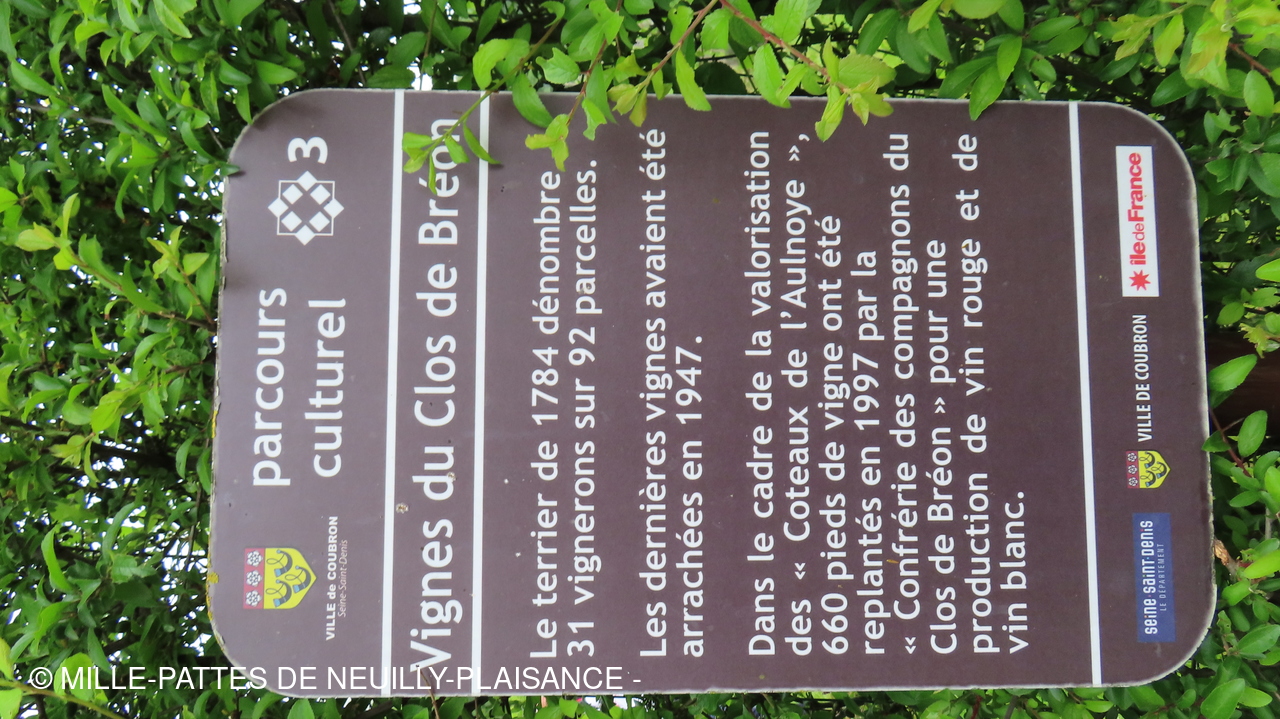 VILLE de COUBRON
Seine-Saint-Denis
parcours
culturel
3
Vignes du Clos de Bréon
Le terrier de 1784 dénombre
31 vignerons sur 92 parcelles.
Les dernières vignes avaient été
arrachées en 1947.
Dans le cadre de la valorisation
des « Coteaux de l'Aulnoye »,
660 pieds de vigne ont été
replantés en 1997 par la
« Confrérie des compagnons du
Clos de Bréon » pour une
production de vin rouge et de
vin blanc.
seine-saint-denis
LE DÉPARTEMENT
VILLE DE COUBRON
île de France
© MILLE-PATTES DE NEUILLY-PLAISANCE -